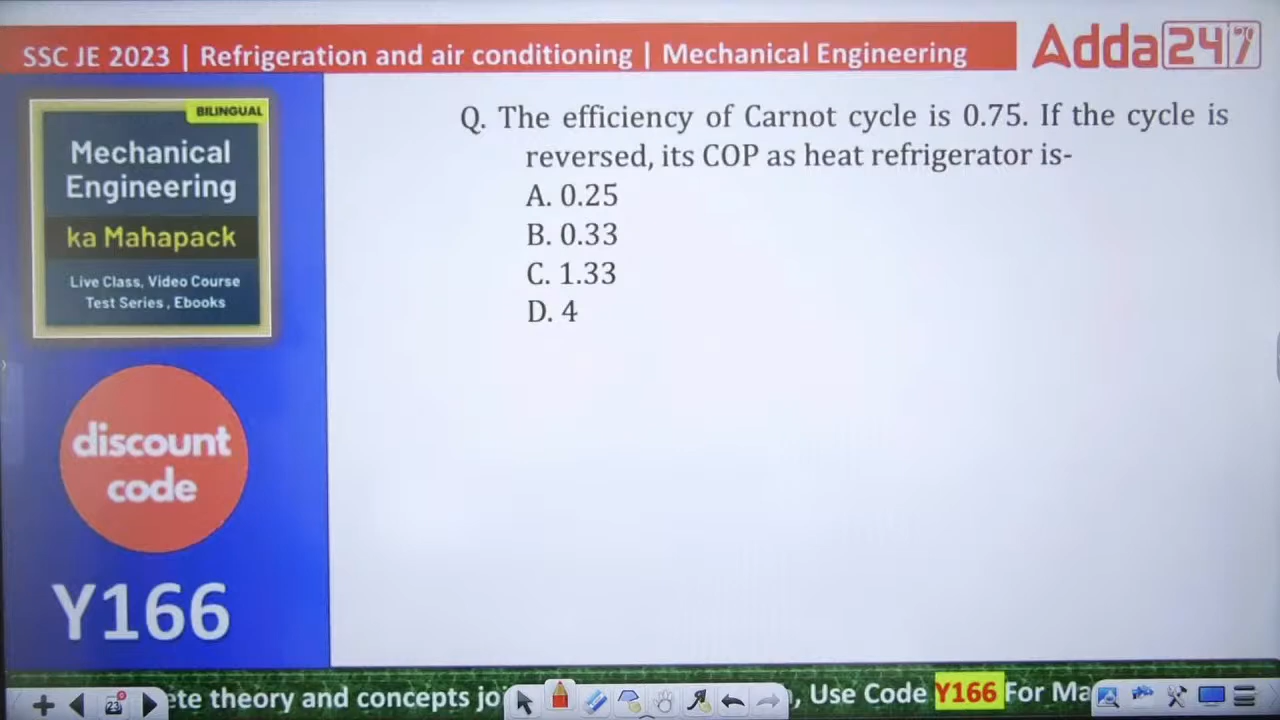 SSC JE 2023 | Refrigeration and air conditioning | Mechanical Engineering
Adda247
BILINGUAL
Mechanical
Engineering
ka Mahapack
Live Class, Video Course
Test Series, Ebooks
discount
code
Y166
Q. The efficiency of Carnot cycle is 0.75. If the cycle is
reversed, its COP as heat refrigerator is-
A. 0.25
B. 0.33
C. 1.33
D. 4
ete theory and concepts jo
, Use Code Y166 For Ma
23